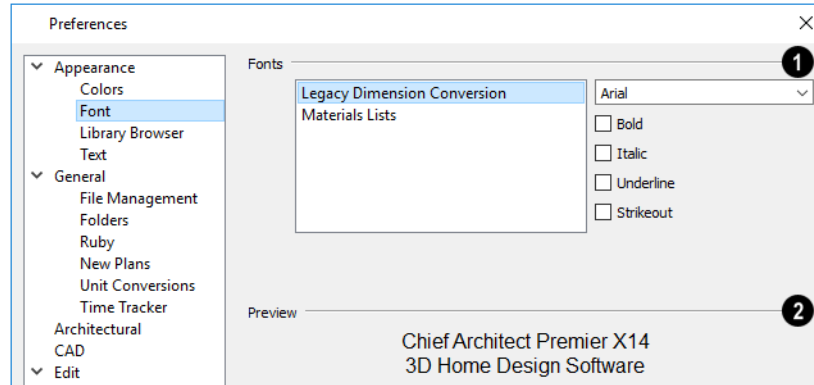 Preferences
Appearance
Colors
Font
Library Browser
Text
General
File Management
Folders
Ruby
New Plans
Unit Conversions
Time Tracker
Architectural
CAD
Edit
Fonts
1
Legacy Dimension Conversion
Materials Lists
Arial
Bold
Italic
Underline
Strikeout
Preview
2
Chief Architect Premier X14
3D Home Design Software